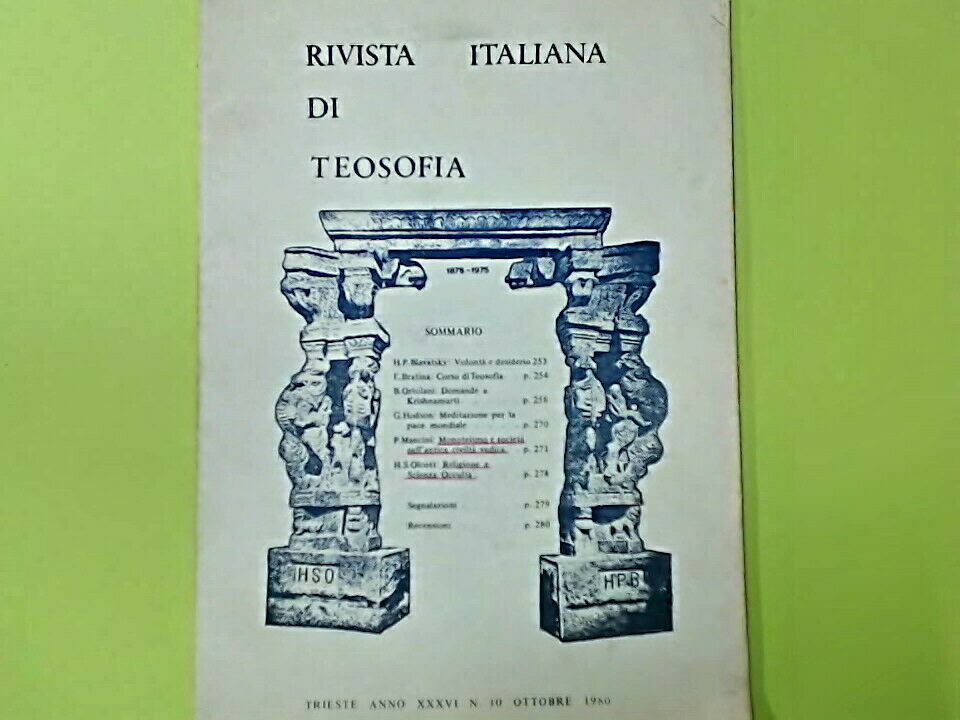 RIVISTA ITALIANA
DI
TEOSOFIA
1875-1975
SOMMARIO
H.P. Blavatsky: Volontà e desiderio 253
E. Bratina: Corso di Teosofia p. 254
B. Ortolani: Domande a
Krishnamurti p. 258
G. Hodson: Meditazione per la
pace mondiale p. 270
P. Mancini: Monoteismo e società
nell'antica civiltà vedica p. 271
H.S. Olcott: Religione e
Scienza Occulta p. 278
Segnalazioni p. 279
Recensioni p. 280
HSO
HPB
TRIESTE ANNO XXXVI N. 10 OTTOBRE 1980